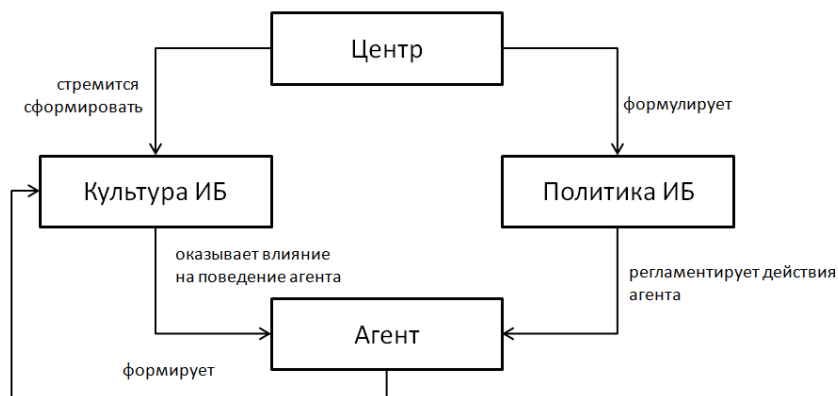 Центр
стремится
сформировать
формулирует
Культура ИБ
Политика ИБ
оказывает влияние
на поведение агента
регламентирует действия
агента
Агент
формирует